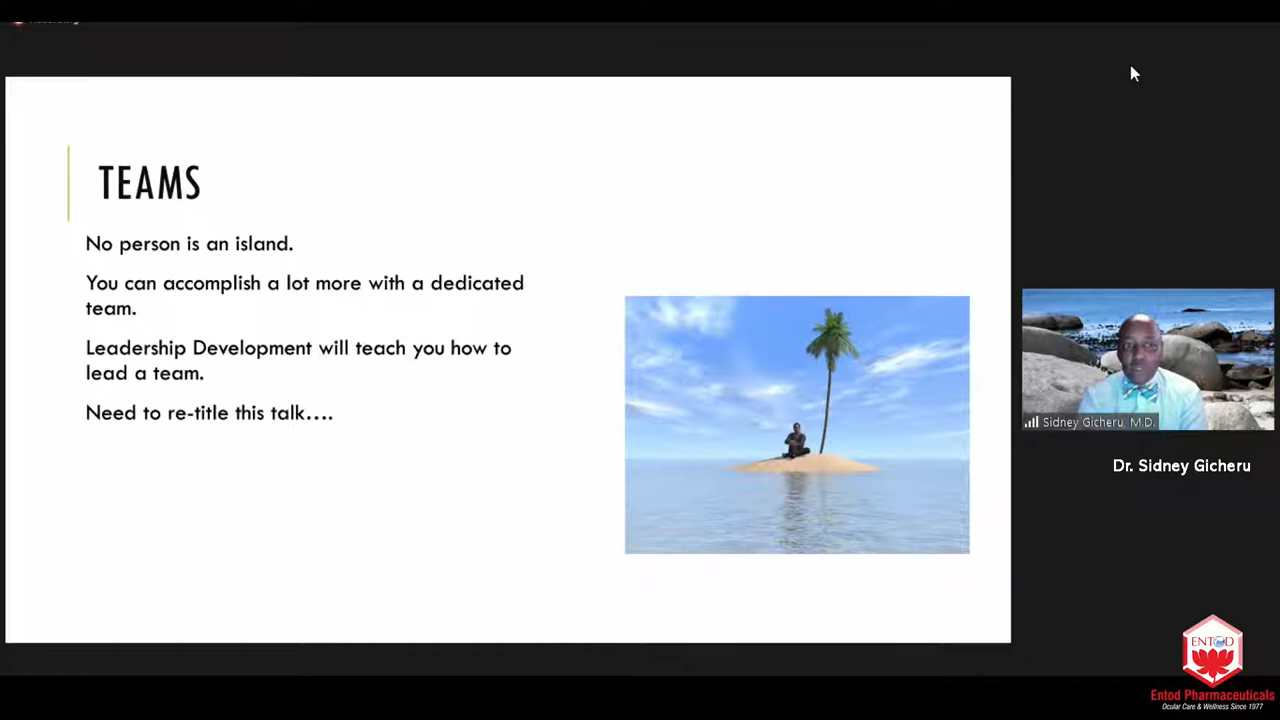 Recording
TEAMS
No person is an island.
You can accomplish a lot more with a dedicated
team.
Leadership Development will teach you how to
lead a team.
Need to re-title this talk….
Sidney Gicheru, M.D.
Dr. Sidney Gicheru
ENTOD
Entod Pharmaceuticals
Ocular Care & Wellness Since 1977